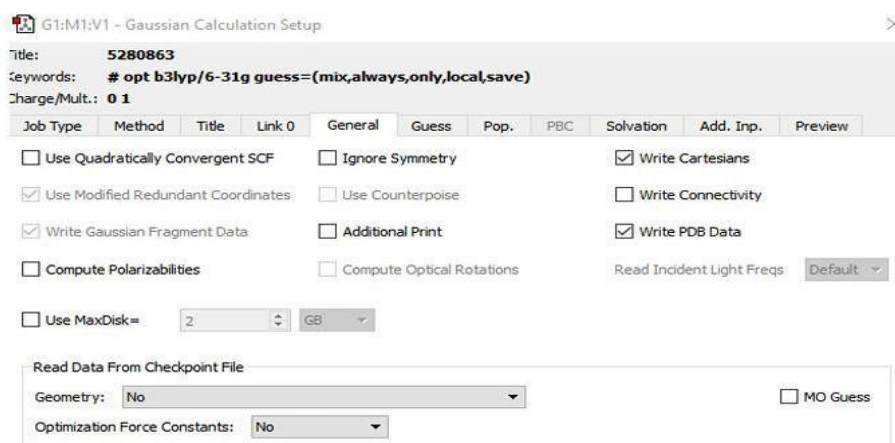 G1:M1:V1 - Gaussian Calculation Setup
Title: 5280863
Keywords: # opt b3lyp/6-31g guess=(mix,always,only,local,save)
Charge/Mult.: 0 1
Job Type Method Title Link 0 General Guess Pop. PBC Solvation Add. Inp. Preview
Use Quadratically Convergent SCF Ignore Symmetry Write Cartesians
Use Modified Redundant Coordinates Use Counterpoise Write Connectivity
Write Gaussian Fragment Data Additional Print Write PDB Data
Compute Polarizabilities Compute Optical Rotations Read Incident Light Freqs Default
Use MaxDisk= 2 GB
Read Data From Checkpoint File
Geometry: No MO Guess
Optimization Force Constants: No